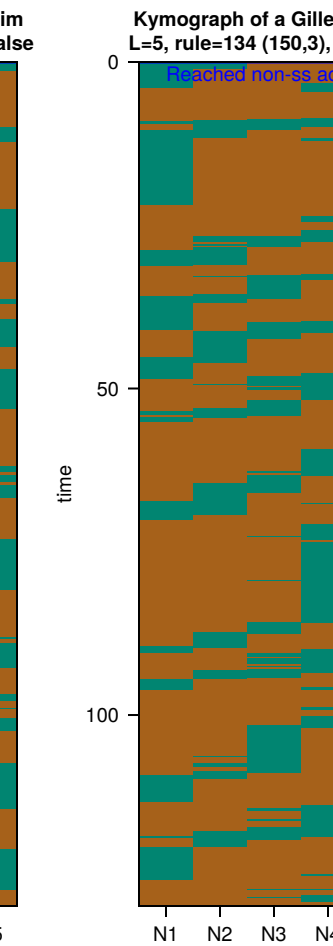 im
alse
Kymograph of a Gille
L=5, rule=134 (150,3),
Reached non-ss
0
50
100
time
N1 N2 N3 N4